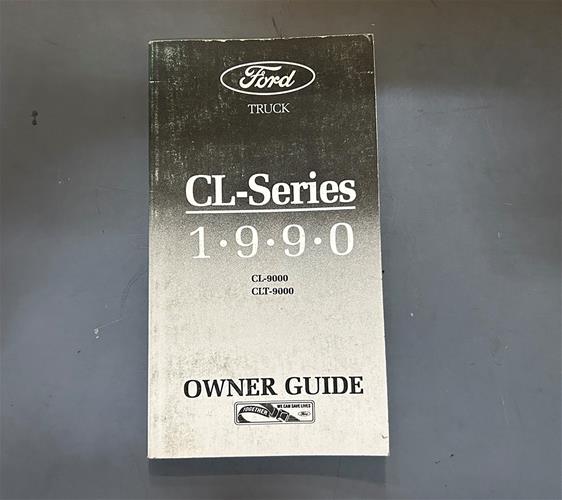 Ford
TRUCK
CL-Series
1•9•9•0
CL-9000
CLT-9000
OWNER GUIDE
TOGETHER
WE CAN SAVE LIVES
Ford